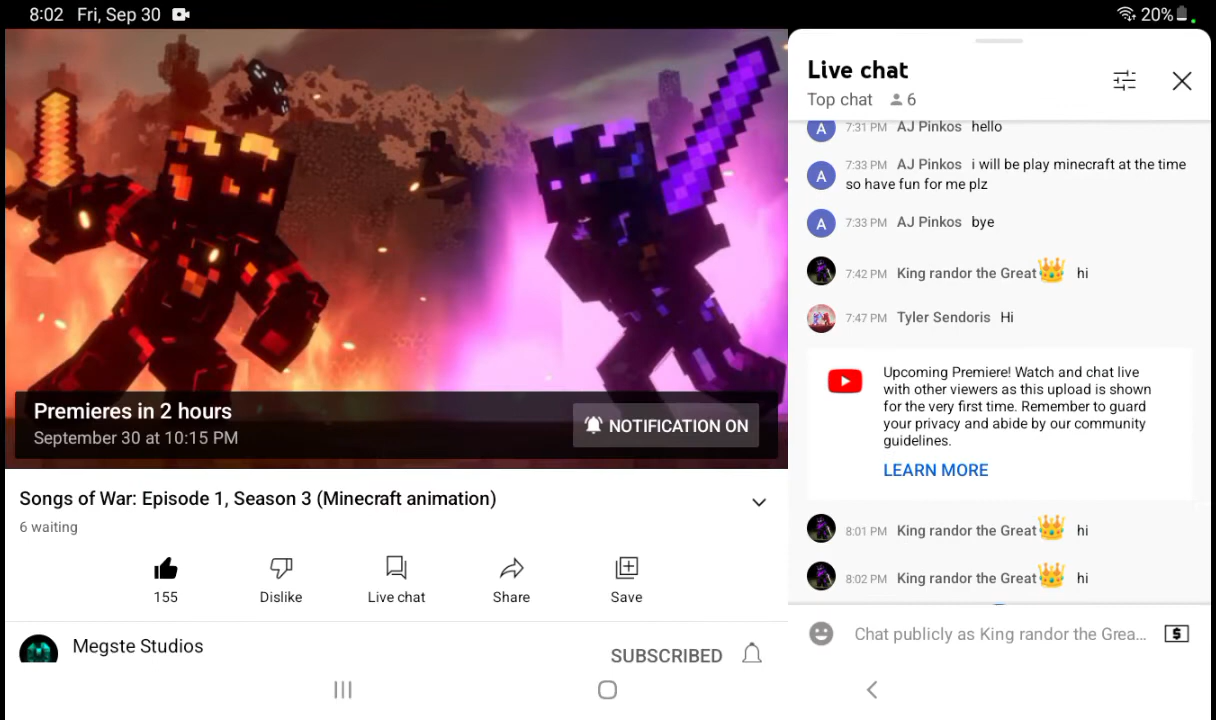 8:02 Fri, Sep 30
20%
Premieres in 2 hours
September 30 at 10:15 PM
NOTIFICATION ON
Songs of War: Episode 1, Season 3 (Minecraft animation)
6 waiting
155
Dislike
Live chat
Share
Save
Megste Studios
SUBSCRIBED
Live chat
Top chat 6
A 7:31 PM AJ Pinkos hello
A 7:33 PM AJ Pinkos i will be play minecraft at the time
so have fun for me plz
A 7:33 PM AJ Pinkos bye
7:42 PM King randor the Great👑 hi
7:47 PM Tyler Sendoris Hi
Upcoming Premiere! Watch and chat live
with other viewers as this upload is shown
for the very first time. Remember to guard
your privacy and abide by our community
guidelines.
LEARN MORE
8:01 PM King randor the Great👑 hi
8:02 PM King randor the Great👑 hi
Chat publicly as King randor the Grea... $